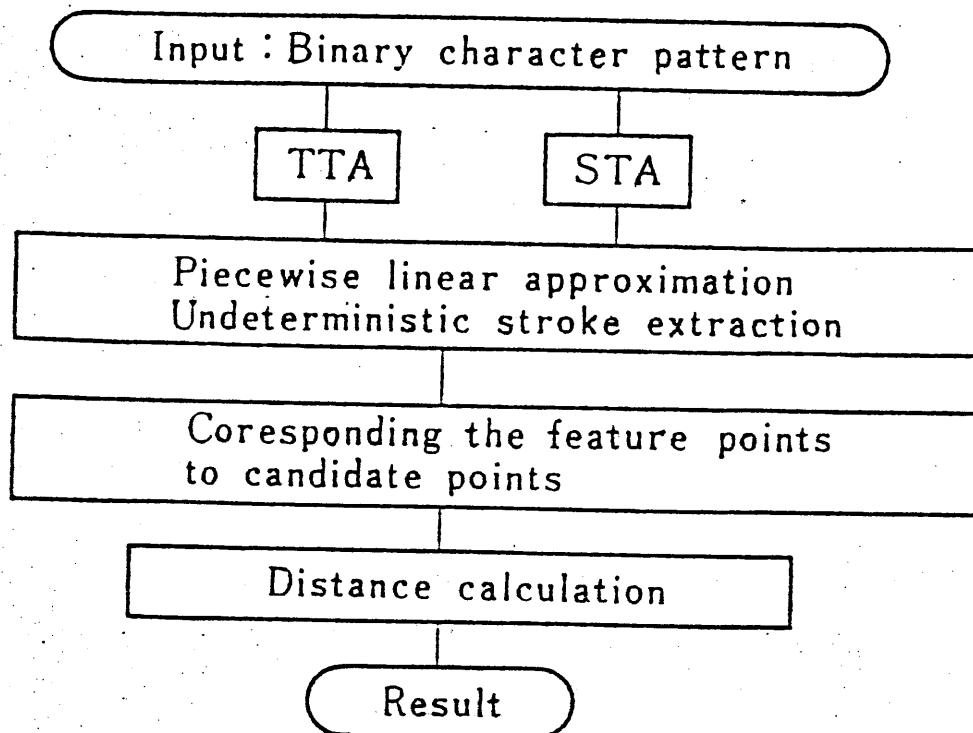 Input : Binary character pattern
TTA
STA
Piecewise linear approximation
Undeterministic stroke extraction
Coresponding the feature points
to candidate points
Distance calculation
Result